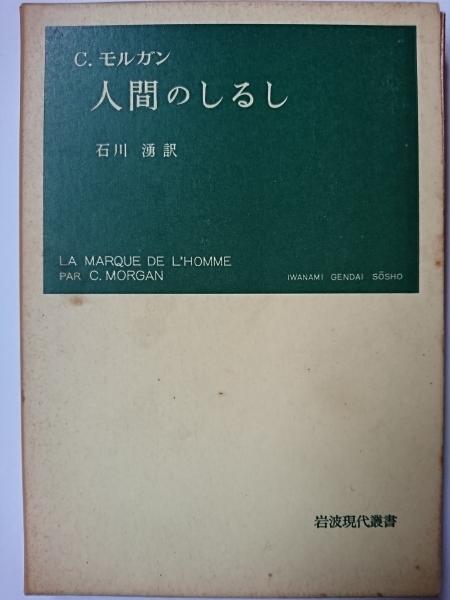 C. モルガン
人間のしるし
石川 湧 訳
LA MARQUE DE L'HOMME
PAR C. MORGAN
IWANAMI GENDAI SŌSHO
岩波現代叢書